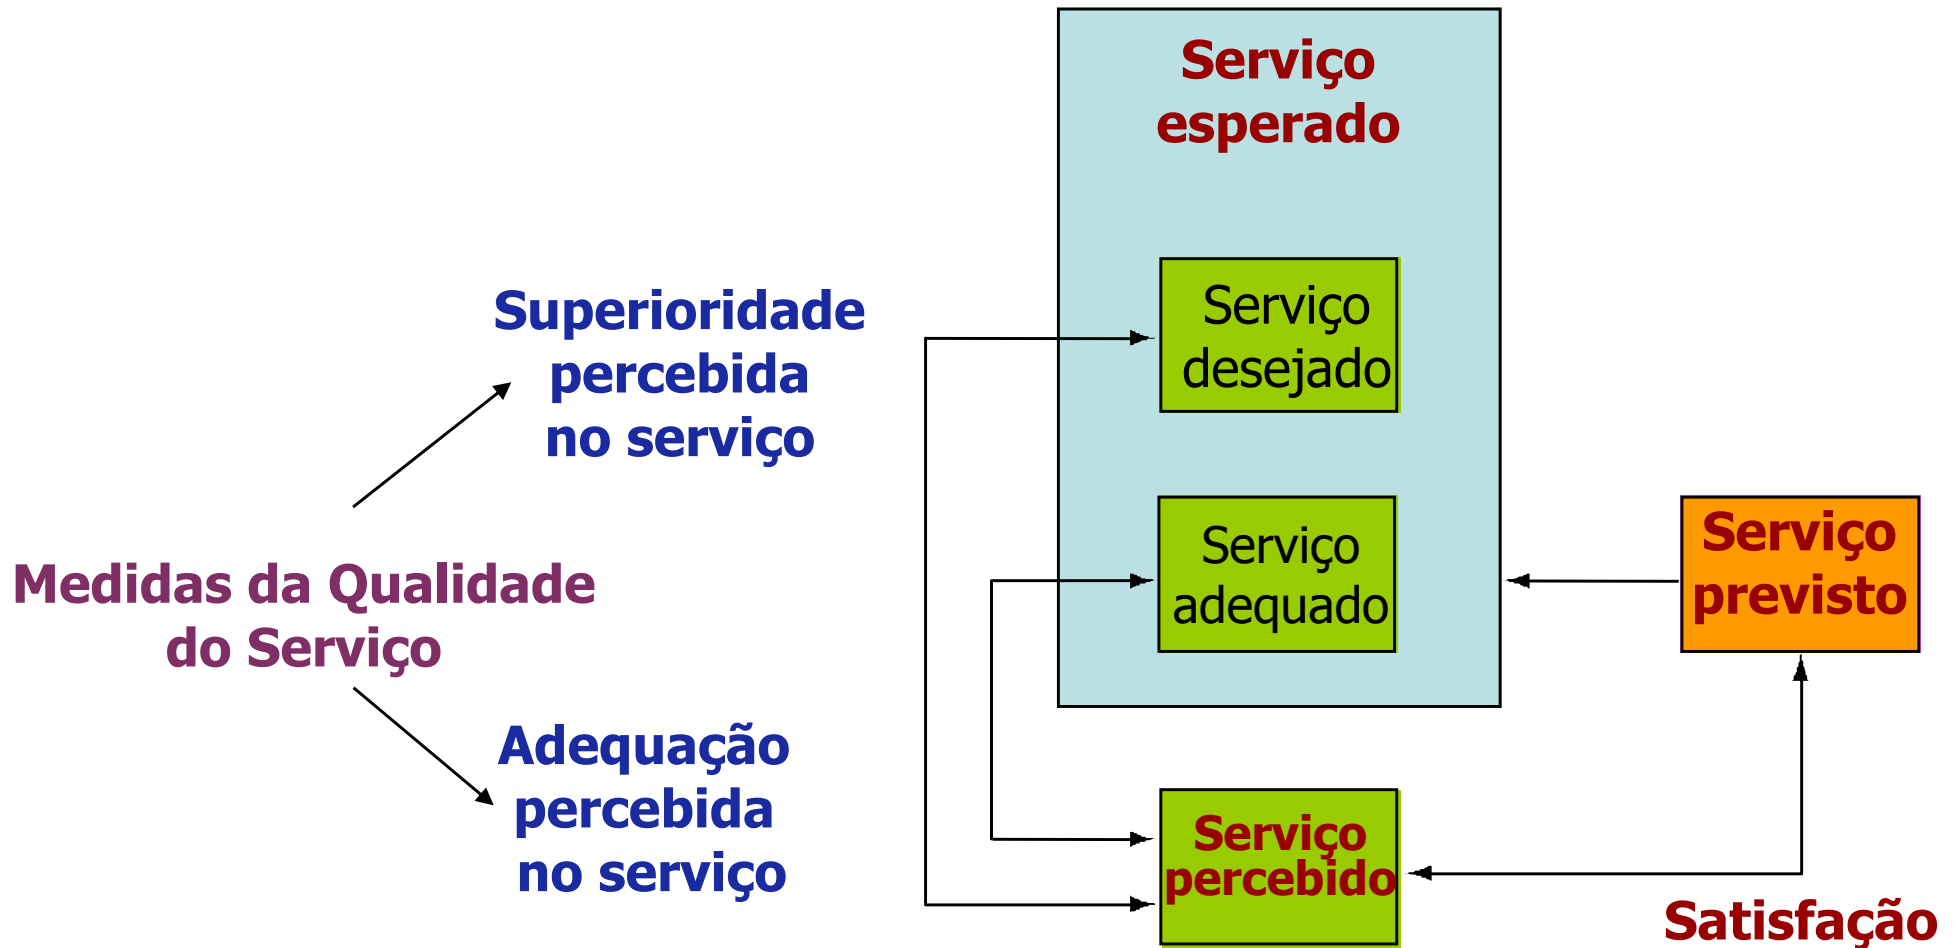 Serviço
esperado
Superioridade
percebida
no serviço
Serviço
desejado
Medidas da Qualidade
do Serviço
Serviço
adequado
Serviço
previsto
Adequação
percebida
no serviço
Serviço
percebido
Satisfação